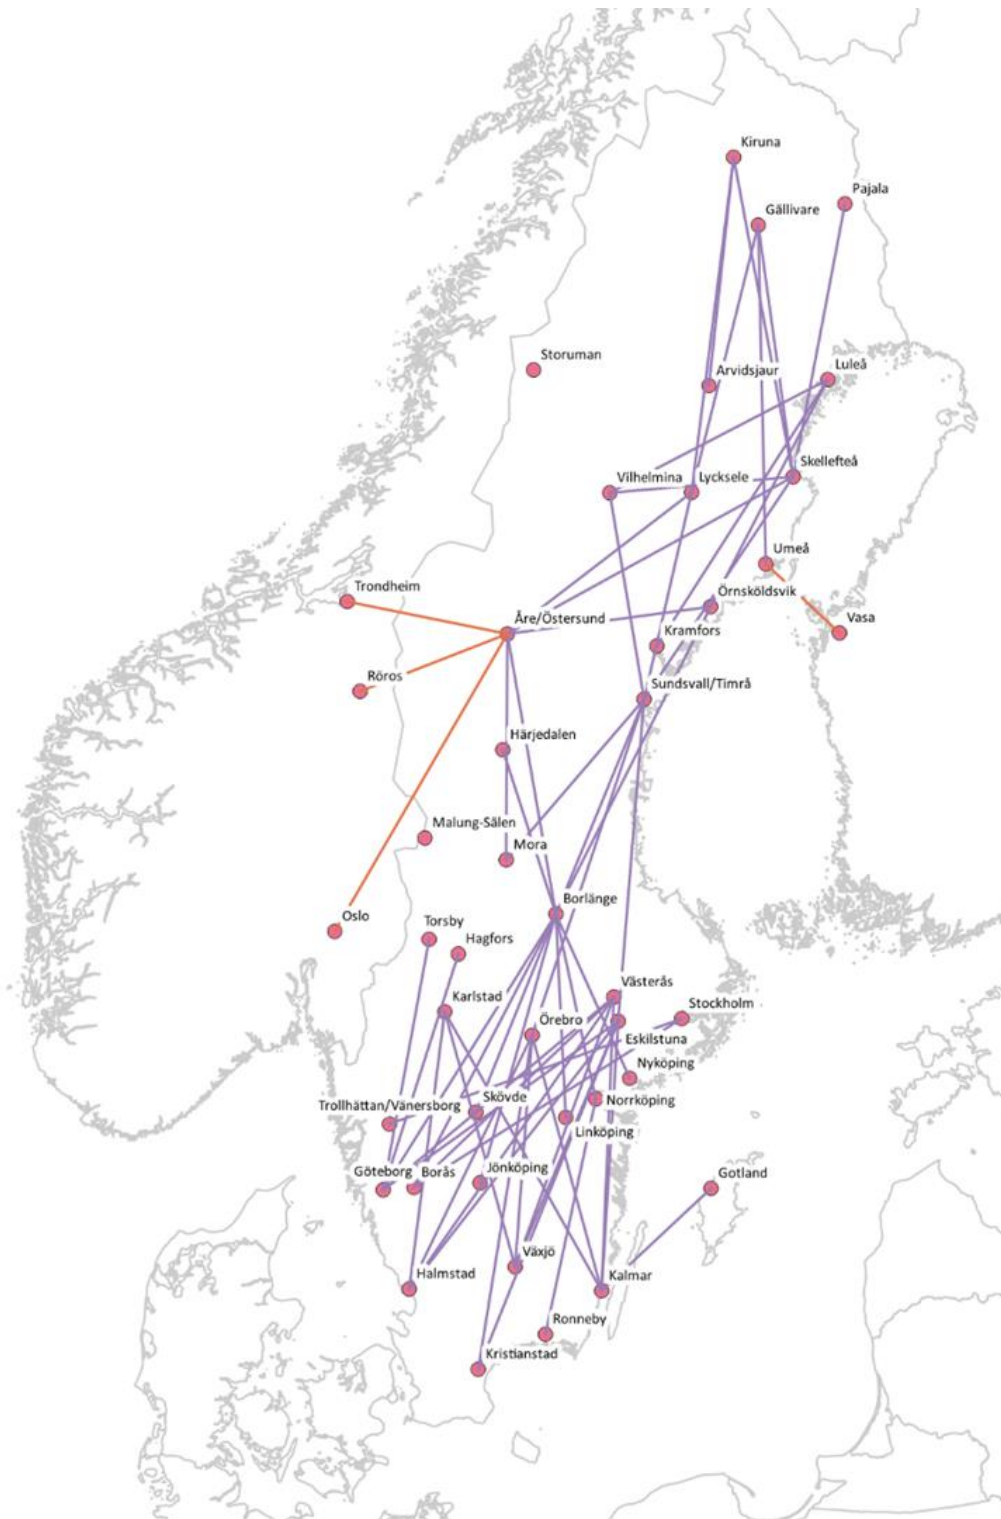 Kiruna
Pajala
Gällivare
Storuman
Arvidsjaur
Luleå
Skellefteå
Vilhelmina
Lycksele
Umeå
Trondheim
Örnsköldsvik
Åre/Östersund
Vasa
Kramfors
Röros
Sundsvall/Timrå
Härjedalen
Malung-Sälen
Mora
Borlänge
Oslo
Torsby
Hagfors
Västerås
Karlstad
Stockholm
Örebro
Eskilstuna
Nyköping
Skövde
Norrköping
Trollhättan/Vänersborg
Linköping
Jönköping
Göteborg
Borås
Gotland
Växjö
Halmstad
Kalmar
Ronneby
Kristianstad